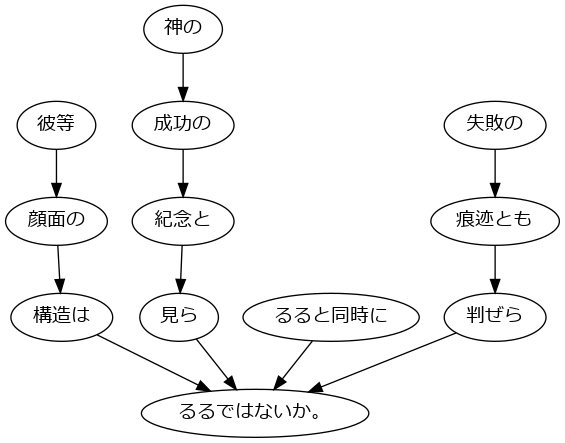 神の
彼等
成功の
失敗の
顔面の
紀念と
痕迹とも
構造は
見ら
るると同時に
判ぜら
るるではないか。